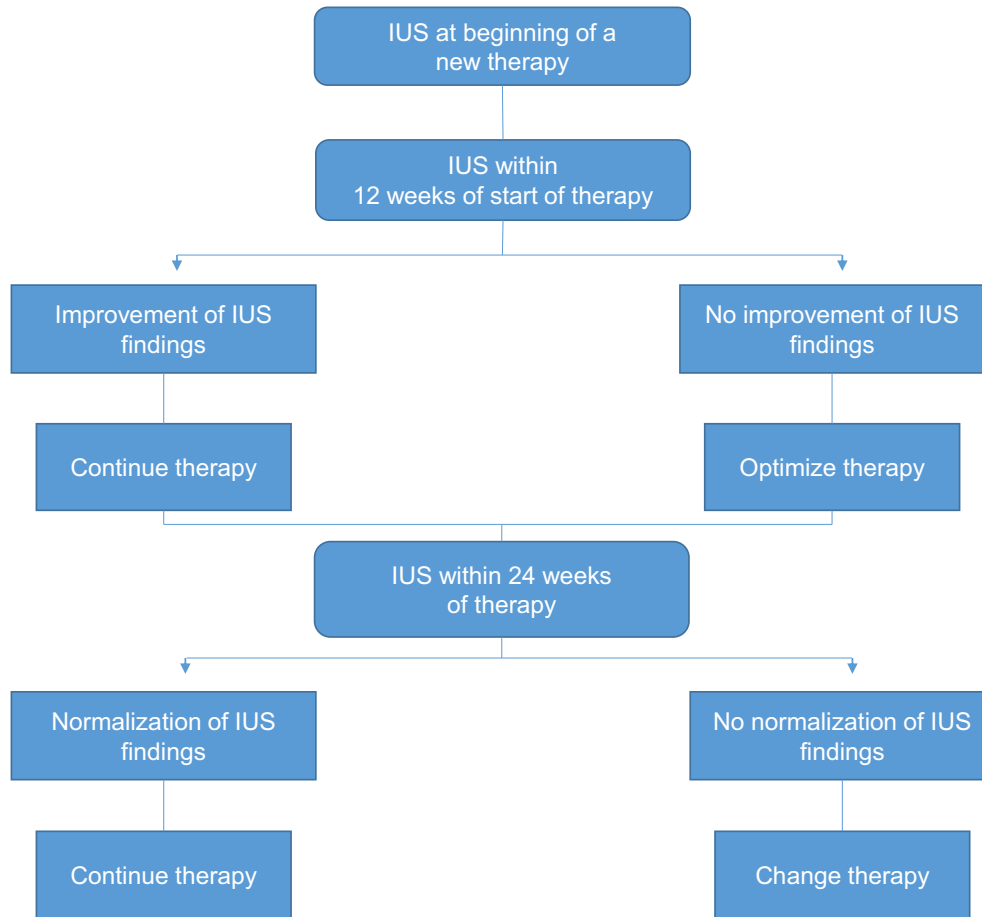 IUS at beginning of a
new therapy
IUS within
12 weeks of start of therapy
Improvement of IUS
findings
No improvement of IUS
findings
Continue therapy
Optimize therapy
IUS within 24 weeks
of therapy
Normalization of IUS
findings
No normalization of IUS
findings
Continue therapy
Change therapy